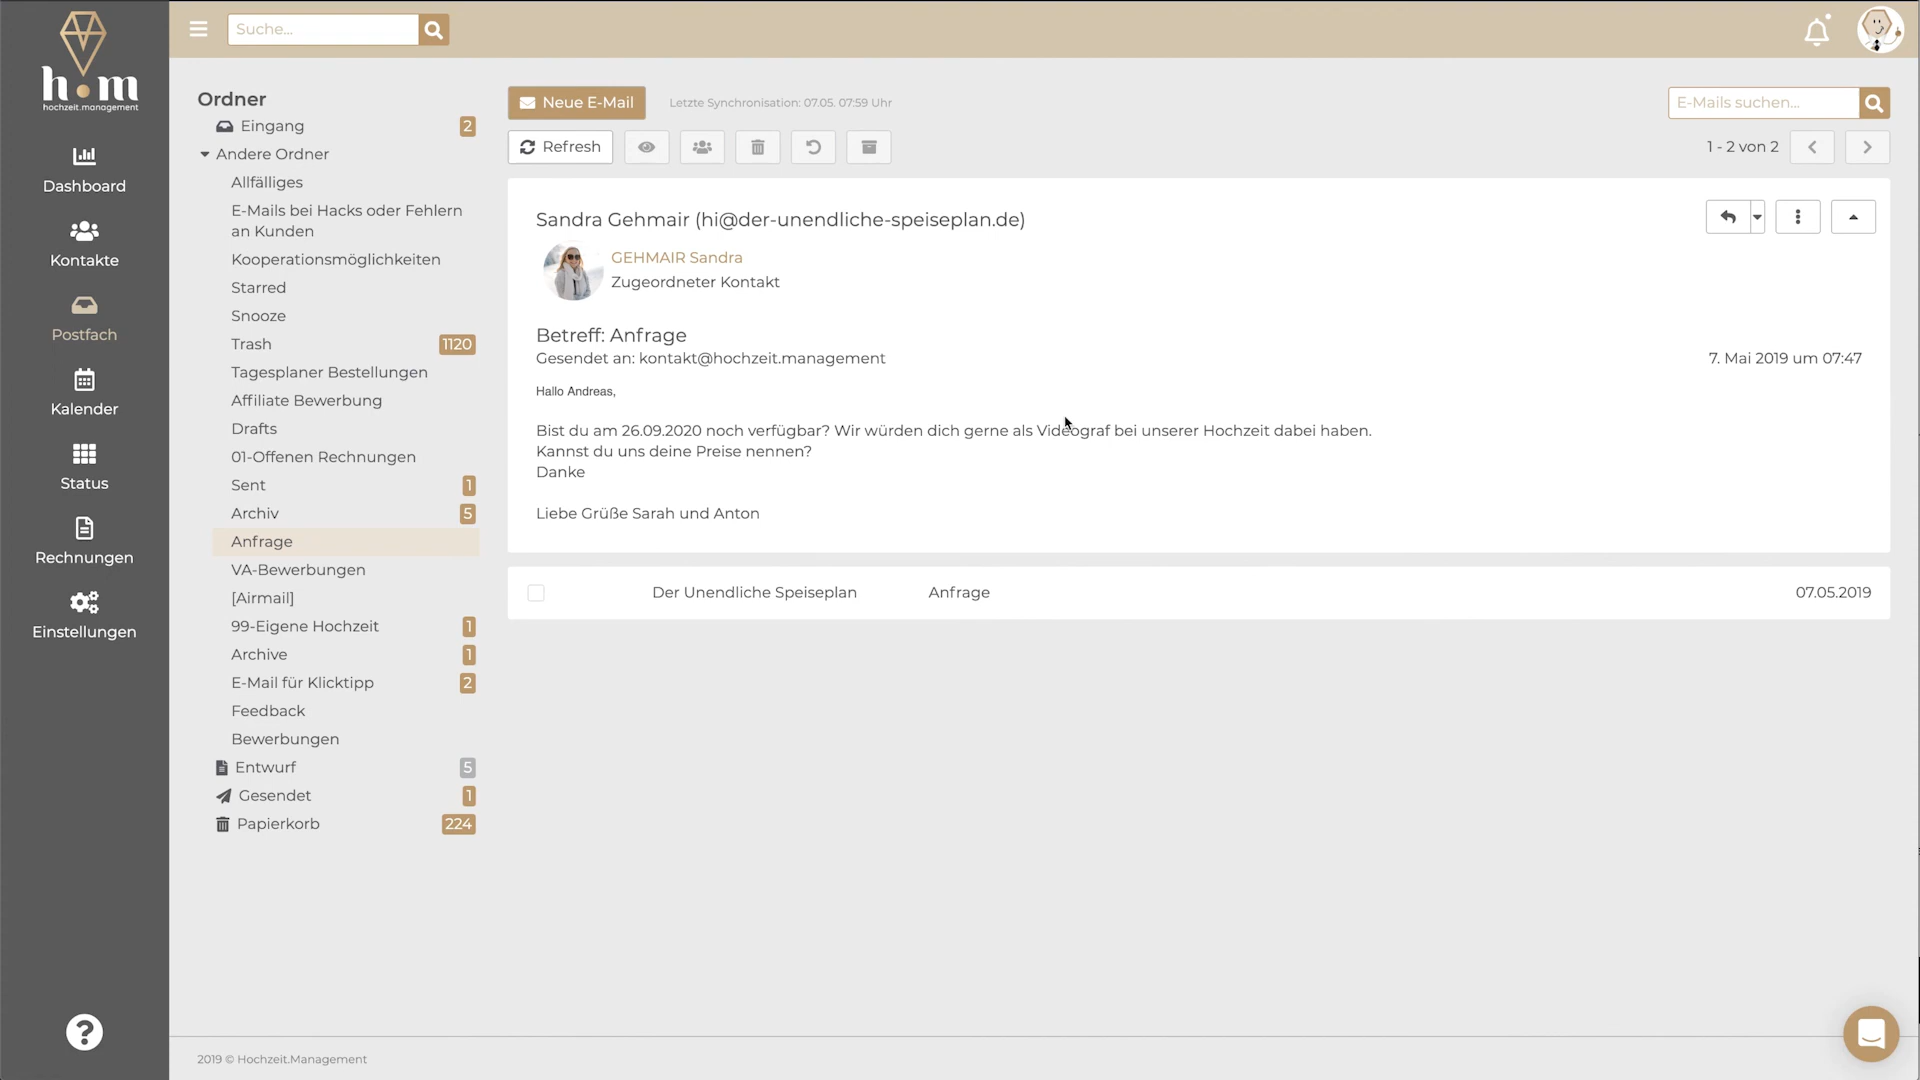 h.m
hochzeit.management
Dashboard
Kontakte
Postfach
Kalender
Status
Rechnungen
Einstellungen
Suche...
Ordner
Eingang 2
Andere Ordner
Allfälliges
E-Mails bei Hacks oder Fehlern
an Kunden
Kooperationsmöglichkeiten
Starred
Snooze
Trash 1120
Tagesplaner Bestellungen
Affiliate Bewerbung
Drafts
01-Offenen Rechnungen
Sent 1
Archiv 5
Anfrage
VA-Bewerbungen
[Airmail]
99-Eigene Hochzeit 1
Archive 1
E-Mail für Klicktipp 2
Feedback
Bewerbungen
Entwurf 5
Gesendet 1
Papierkorb 224
Neue E-Mail
Letzte Synchronisation: 07.05. 07:59 Uhr
E-Mails suchen...
Refresh
1 - 2 von 2
Sandra Gehmair (hi@der-unendliche-speiseplan.de)
GEHMAIR Sandra
Zugeordneter Kontakt
Betreff: Anfrage
Gesendet an: kontakt@hochzeit.management
7. Mai 2019 um 07:47
Hallo Andreas,
Bist du am 26.09.2020 noch verfügbar? Wir würden dich gerne als Videograf bei unserer Hochzeit dabei haben.
Kannst du uns deine Preise nennen?
Danke
Liebe Grüße Sarah und Anton
Der Unendliche Speiseplan Anfrage 07.05.2019
2019 © Hochzeit.Management